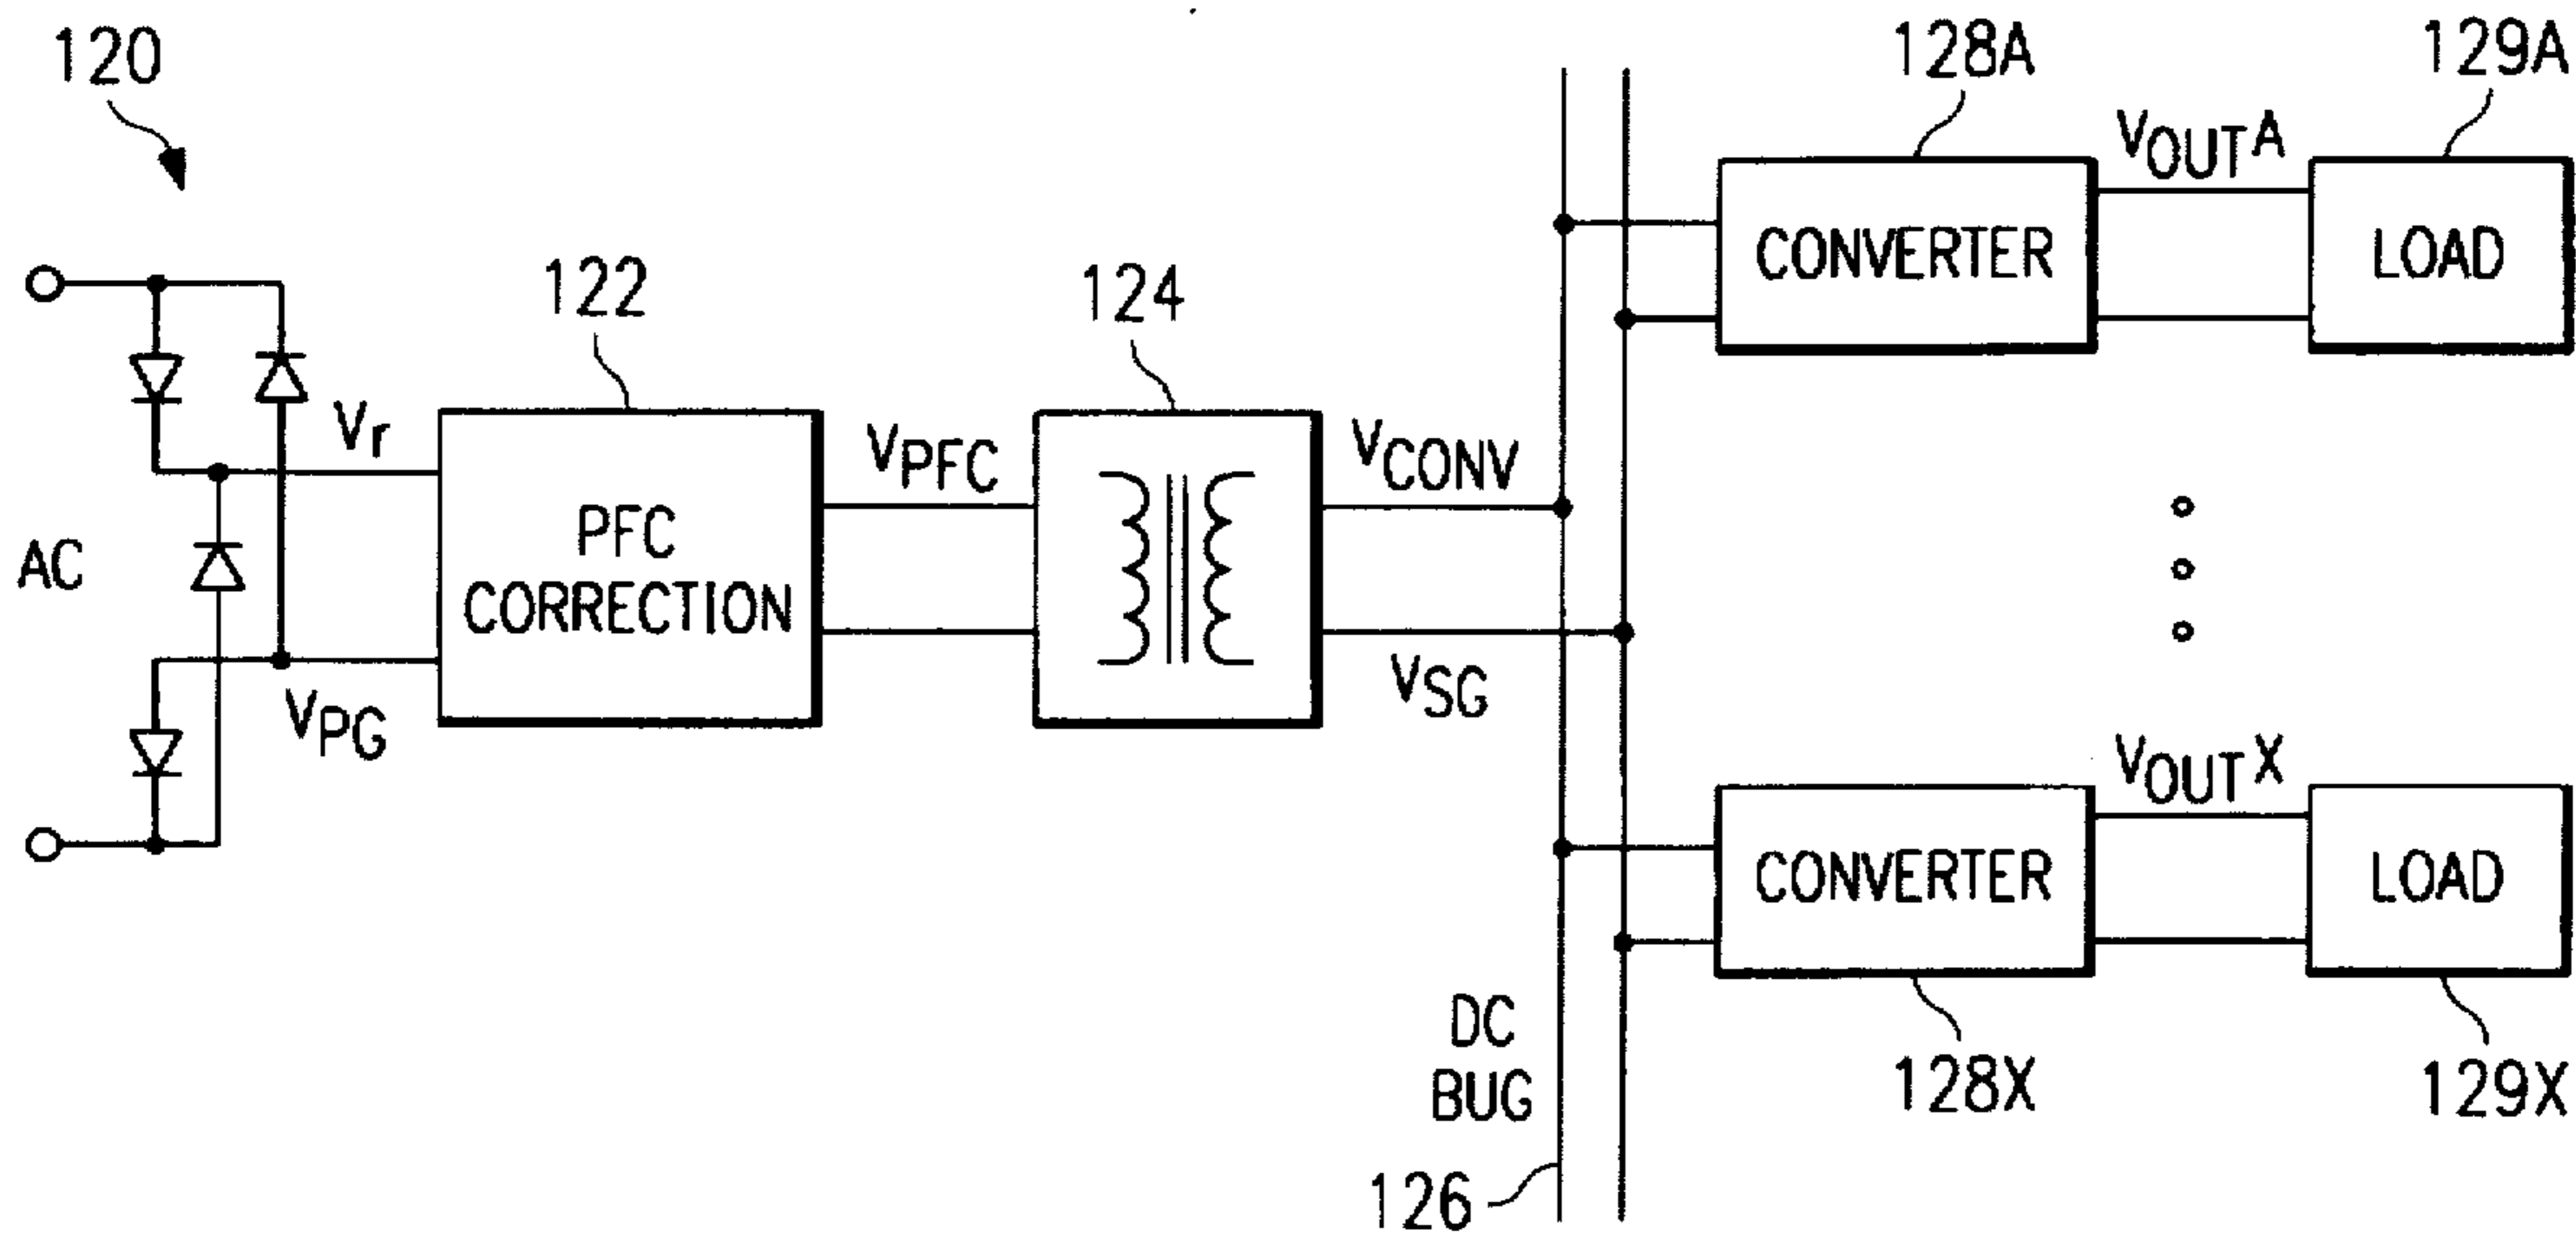 120
128A
129A
VOUTA
122
124
CONVERTER
LOAD
Vr
VPFC
VCONV
AC
PFC
CORRECTION
VPG
VSG
VOUTX
CONVERTER
LOAD
DC
BUG
128X
129X
126